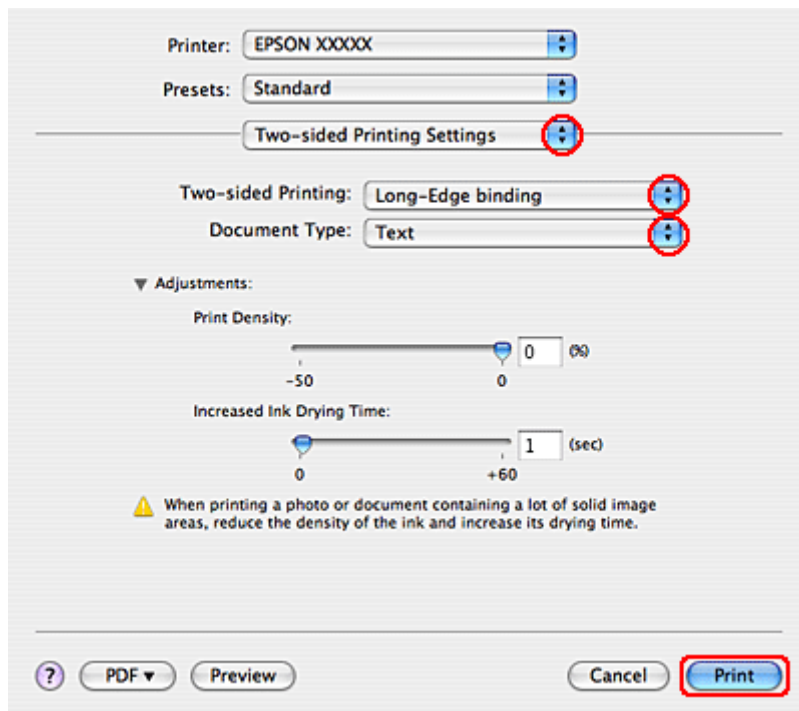 Printer: EPSON XXXXX
Presets: Standard
Two-sided Printing Settings
Two-sided Printing: Long-Edge binding
Document Type: Text
Adjustments:
Print Density:
0 (%)
-50 0
Increased Ink Drying Time:
1 (sec)
0 +60
When printing a photo or document containing a lot of solid image
areas, reduce the density of the ink and increase its drying time.
? PDF Preview Cancel Print